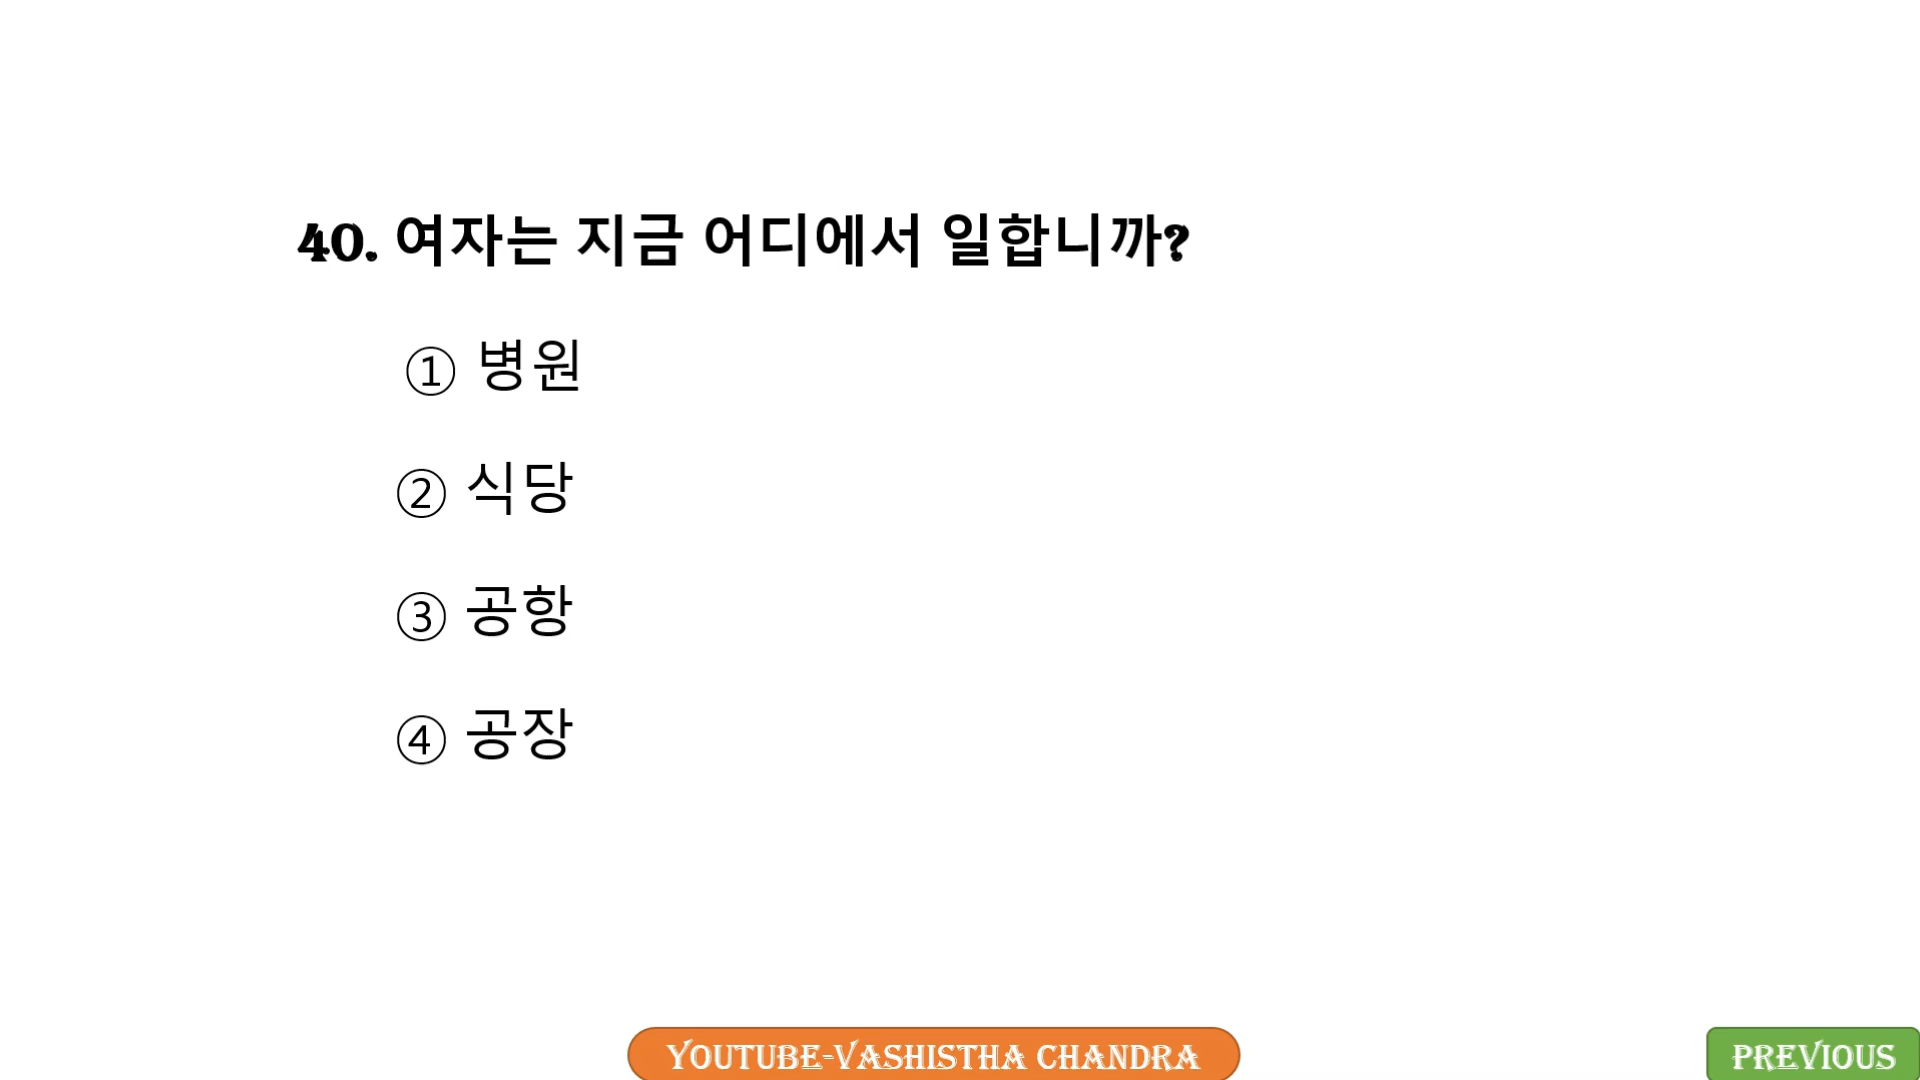 40. 여자는 지금 어디에서 일합니까?
① 병원
② 식당
③ 공항
④ 공장
YOUTUBE-VASHISTHA CHANDRA
PREVIOUS